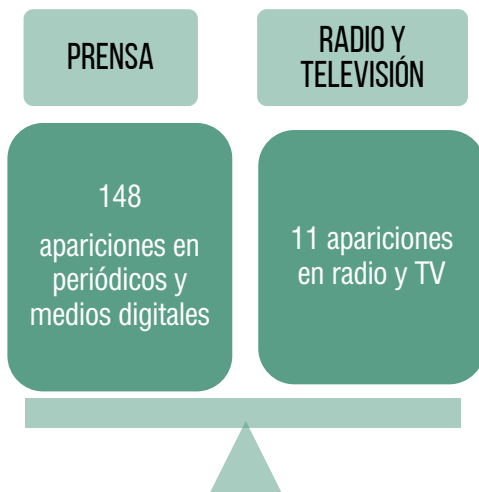 PRENSA
RADIO Y
TELEVISIÓN
148
apariciones en
periódicos y
medios digitales
11 apariciones
en radio y TV